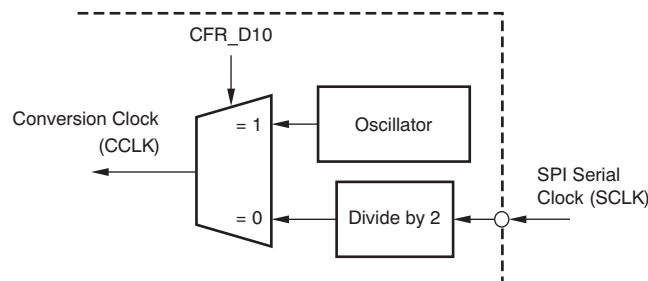 CFR_D10
Conversion Clock
(CCLK)
= 1
Oscillator
SPI Serial
Clock (SCLK)
= 0
Divide by 2